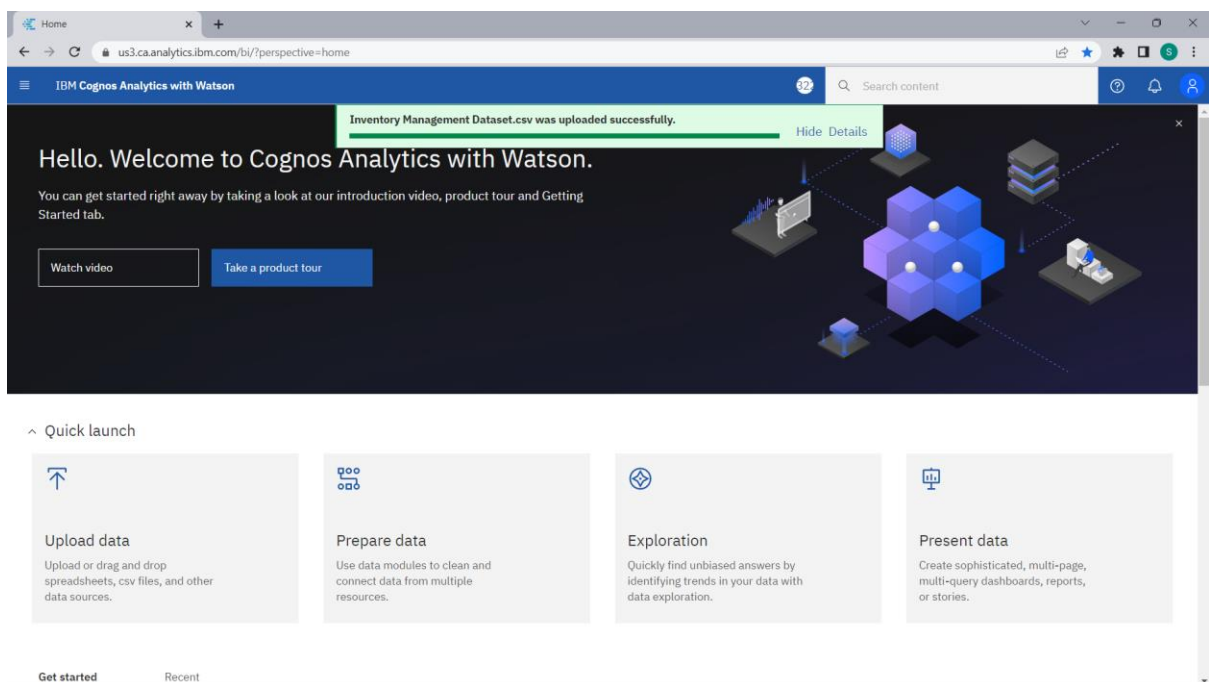 Home
us3.ca.analytics.ibm.com/bi/?perspective=home
S
IBM Cognos Analytics with Watson
Search content
Inventory Management Dataset.csv was uploaded successfully.
Hide Details
Hello. Welcome to Cognos Analytics with Watson.
You can get started right away by taking a look at our introduction video, product tour and Getting
Started tab.
Watch video
Take a product tour
Quick launch
Upload data
Upload or drag and drop
spreadsheets, csv files, and other
data sources.
Prepare data
Use data modules to clean and
connect data from multiple
resources.
Exploration
Quickly find unbiased answers by
identifying trends in your data with
data exploration.
Present data
Create sophisticated, multi-page,
multi-query dashboards, reports,
or stories.
Get started
Recent